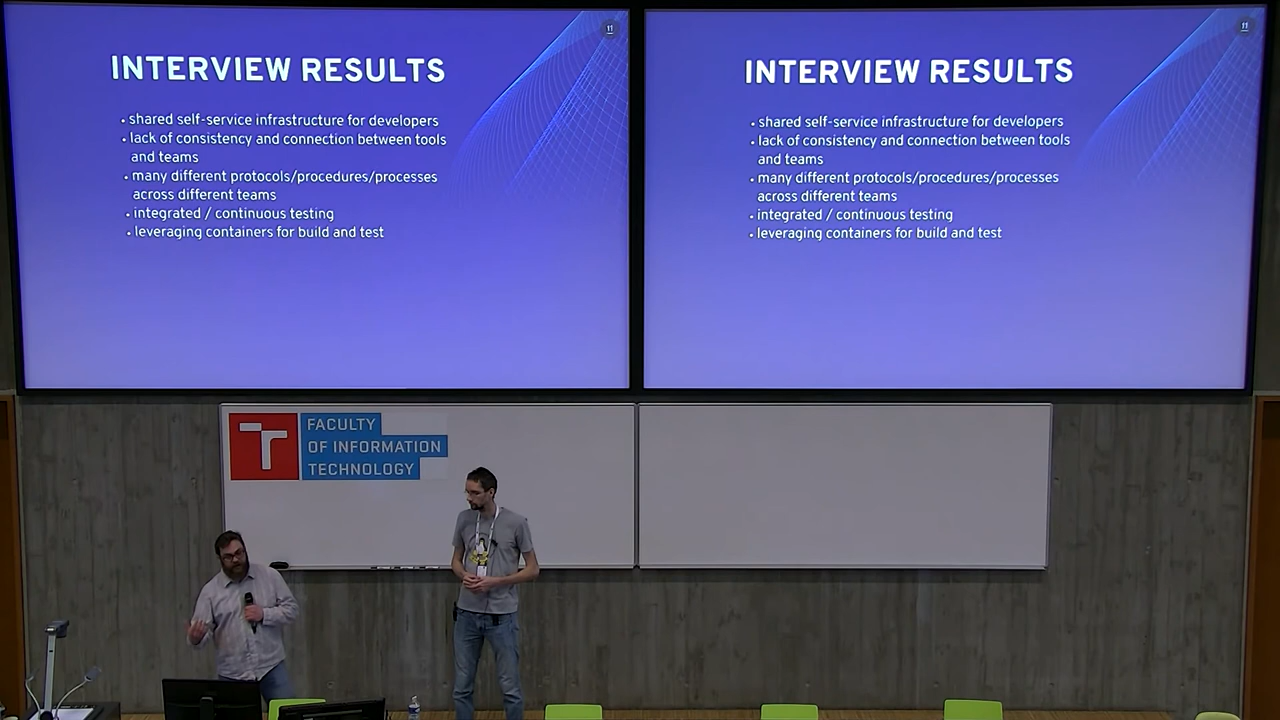 11
INTERVIEW RESULTS
• shared self-service infrastructure for developers
• lack of consistency and connection between tools
and teams
• many different protocols/procedures/processes
across different teams
• integrated / continuous testing
• leveraging containers for build and test
11
INTERVIEW RESULTS
• shared self-service infrastructure for developers
• lack of consistency and connection between tools
and teams
• many different protocols/procedures/processes
across different teams
• integrated / continuous testing
• leveraging containers for build and test
T
FACULTY
OF INFORMATION
TECHNOLOGY